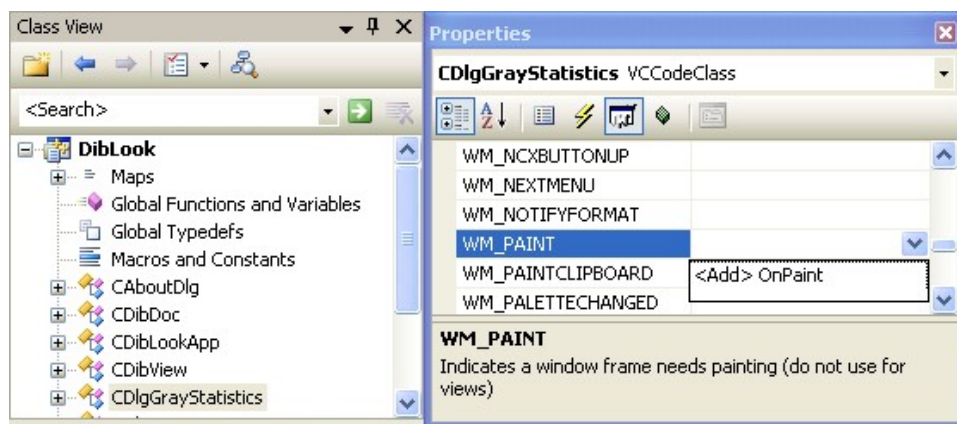 Class View
<Search>
DibLook
Maps
Global Functions and Variables
Global Typedefs
Macros and Constants
CAboutDlg
CDibDoc
CDibLookApp
CDibView
CDlgGrayStatistics
Properties
CDlgGrayStatistics VCCodeClass
WM_NCXBUTTONUP
WM_NEXTMENU
WM_NOTIFYFORMAT
WM_PAINT
WM_PAINTCLIPBOARD
<Add> OnPaint
WM_PALETTECHANGED
WM_PAINT
Indicates a window frame needs painting (do not use for
views)